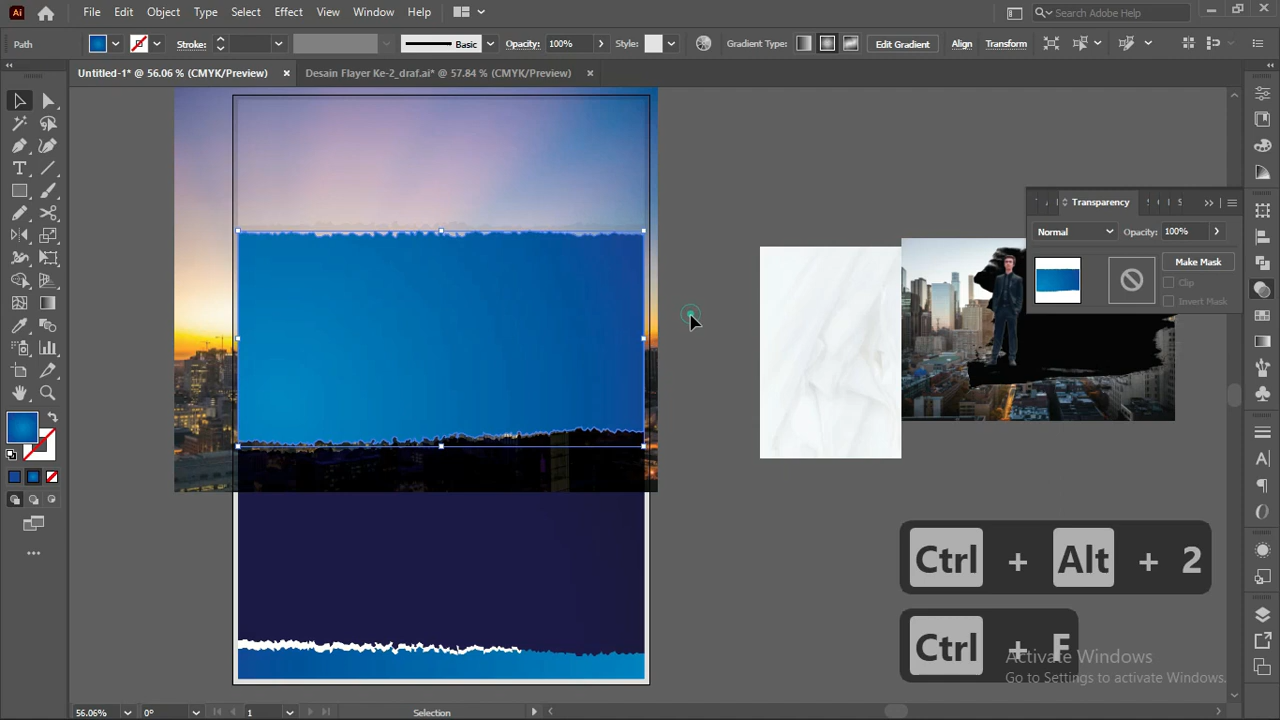 Ai File Edit Object Type Select Effect View Window Help Search Adobe Help
Path Stroke: Basic Opacity: 100% Style: Gradient Type: Edit Gradient Align Transform
Untitled-1* @ 56.06 % (CMYK/Preview) × Desain Flayer Ke-2_draf.ai* @ 57.84 % (CMYK/Preview) ×
Transparency
Normal Opacity: 100%
Make Mask
Clip
Invert Mask
Ctrl + Alt + 2
Ctrl + F
Activate Windows
Go to Settings to activate Windows.
56.06% 0° 1 Selection